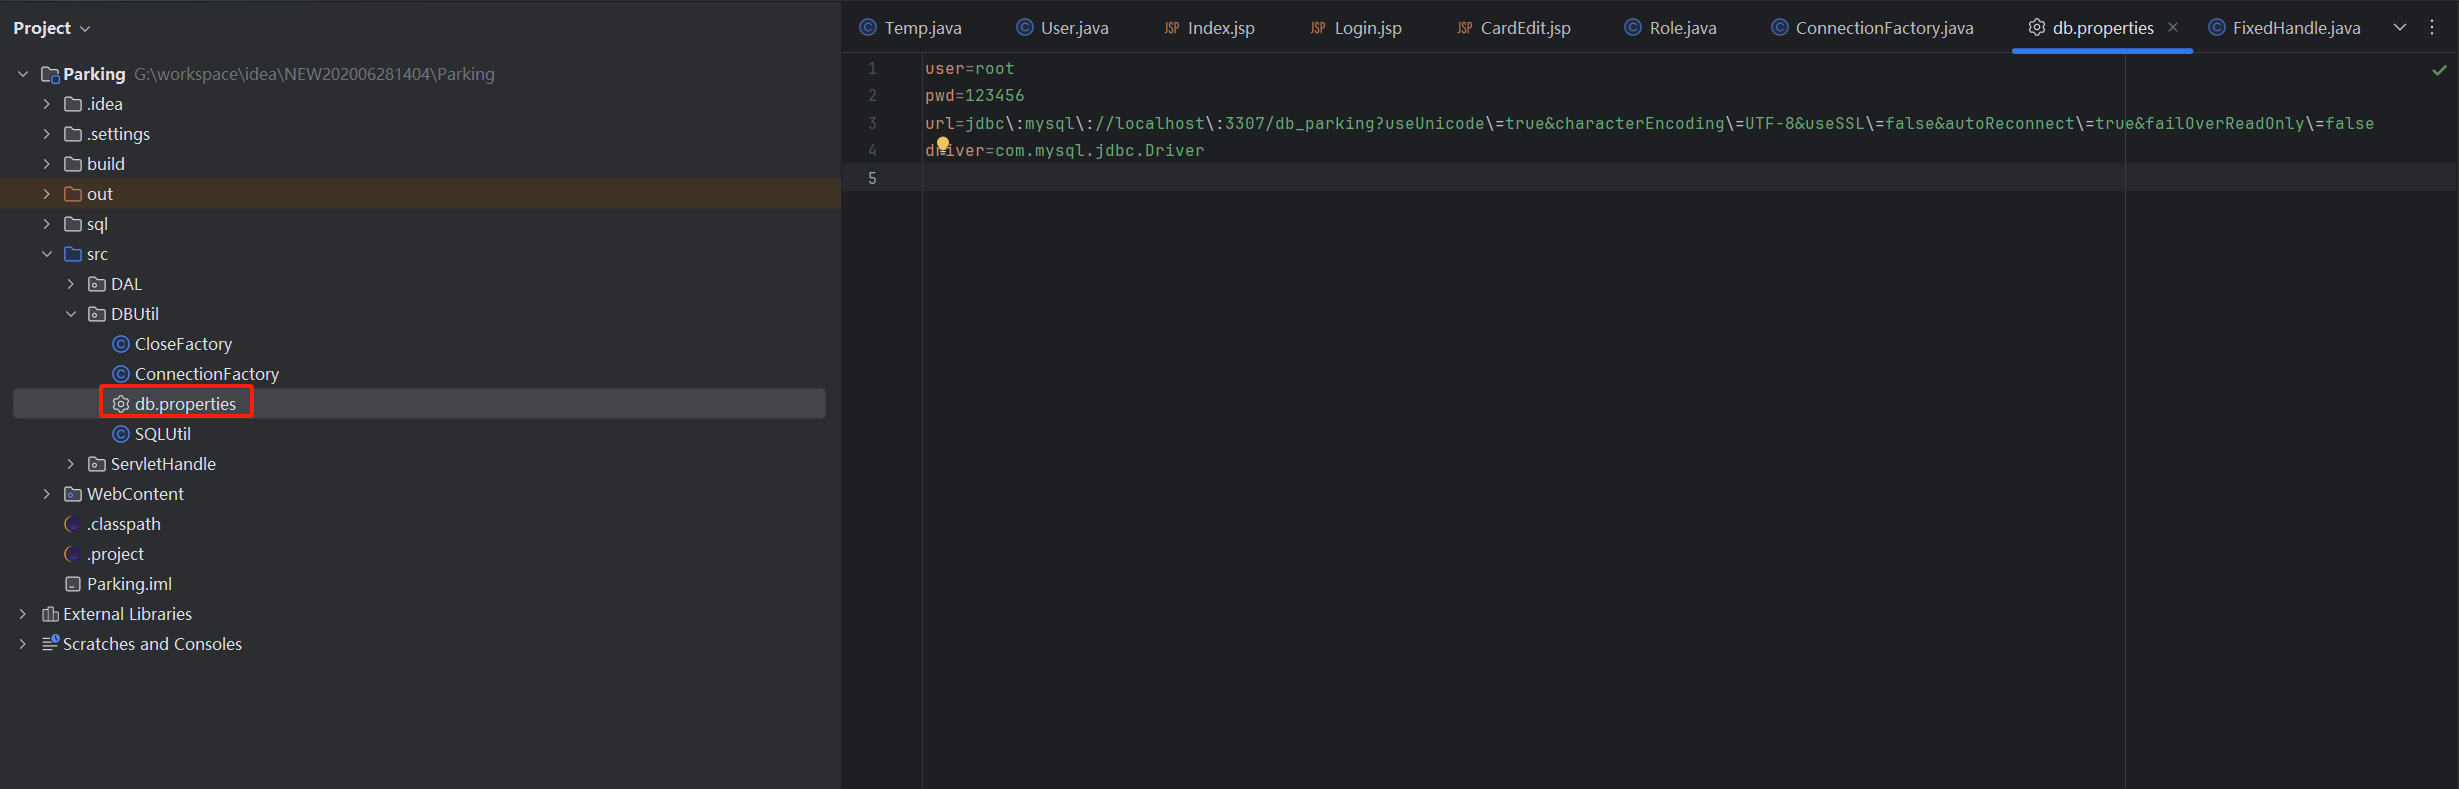 Project
Temp.java User.java JSP Index.jsp JSP Login.jsp JSP CardEdit.jsp Role.java ConnectionFactory.java db.properties FixedHandle.java
Parking G:\workspace\idea\NEW202006281404\Parking
.idea
.settings
build
out
sql
src
DAL
DBUtil
CloseFactory
ConnectionFactory
db.properties
SQLUtil
ServletHandle
WebContent
.classpath
.project
Parking.iml
External Libraries
Scratches and Consoles
1 user=root
2 pwd=123456
3 url=jdbc\:mysql\://localhost\:3307/db_parking?useUnicode\=true&characterEncoding\=UTF-8&useSSL\=false&autoReconnect\=true&failOverReadOnly\=false
4 driver=com.mysql.jdbc.Driver
5